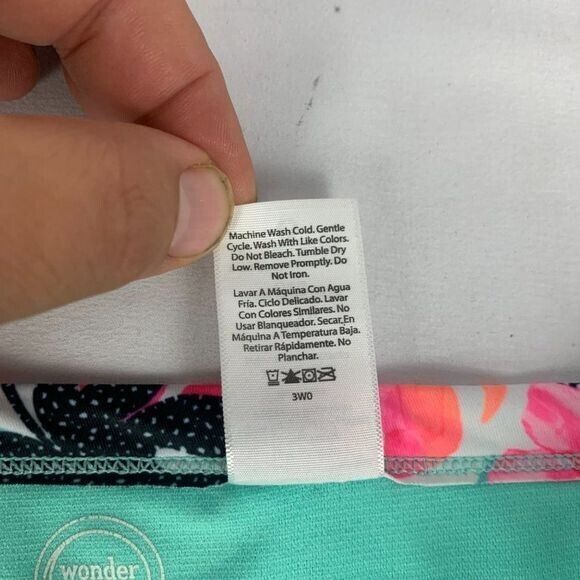 Machine Wash Cold. Gentle
Cycle. Wash With Like Colors.
Do Not Bleach. Tumble Dry
Low. Remove Promptly. Do
Not Iron.
Lavar A Máquina Con Agua
Fría. Ciclo Delicado. Lavar
Con Colores Similares. No
Usar Blanqueador. Secar En
Máquina A Temperatura Baja.
Retirar Rápidamente. No
Planchar.
3W0
wonder